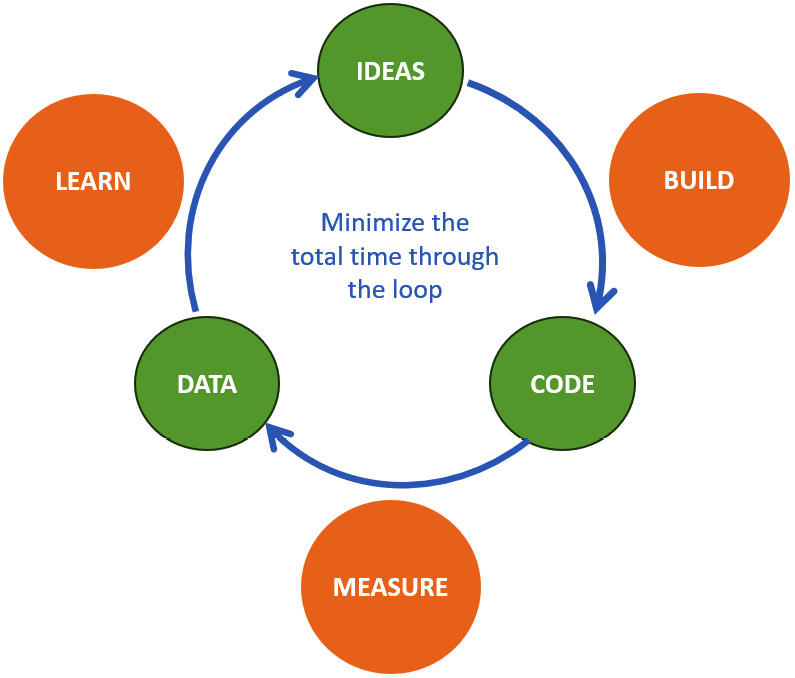 IDEAS
LEARN
BUILD
Minimize the
total time through
the loop
DATA
CODE
MEASURE